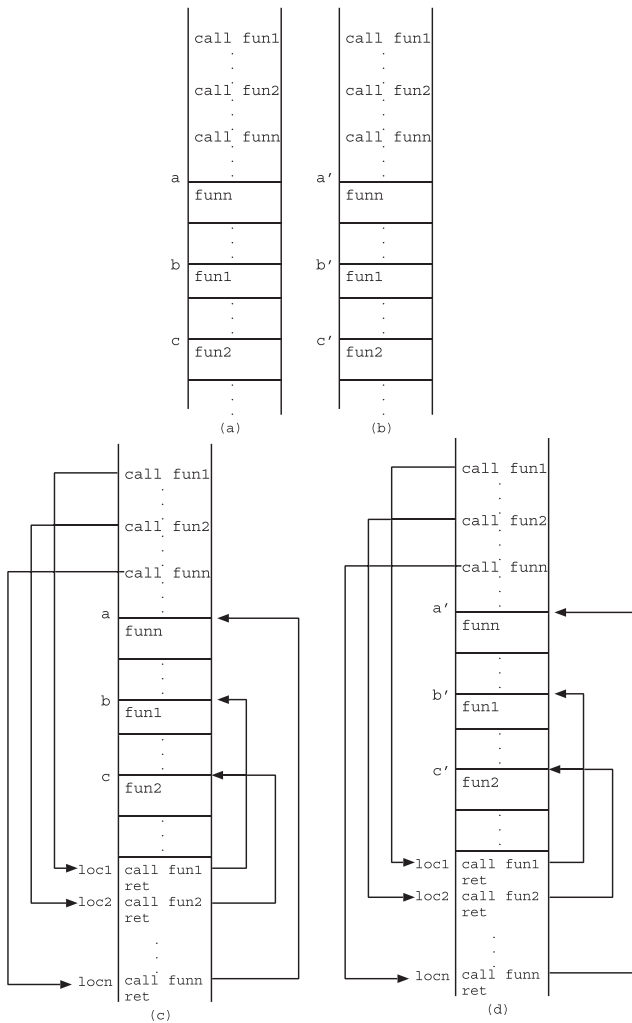 call fun1
call fun2
call funn
a
funn
b
fun1
c
fun2
(a)
call fun1
call fun2
call funn
a'
funn
b'
fun1
c'
fun2
(b)
call fun1
call fun2
call funn
a
funn
b
fun1
c
fun2
loc1 call fun1
ret
loc2 call fun2
ret
locn call funn
ret
(c)
call fun1
call fun2
call funn
a'
funn
b'
fun1
c'
fun2
loc1 call fun1
ret
loc2 call fun2
ret
locn call funn
ret
(d)